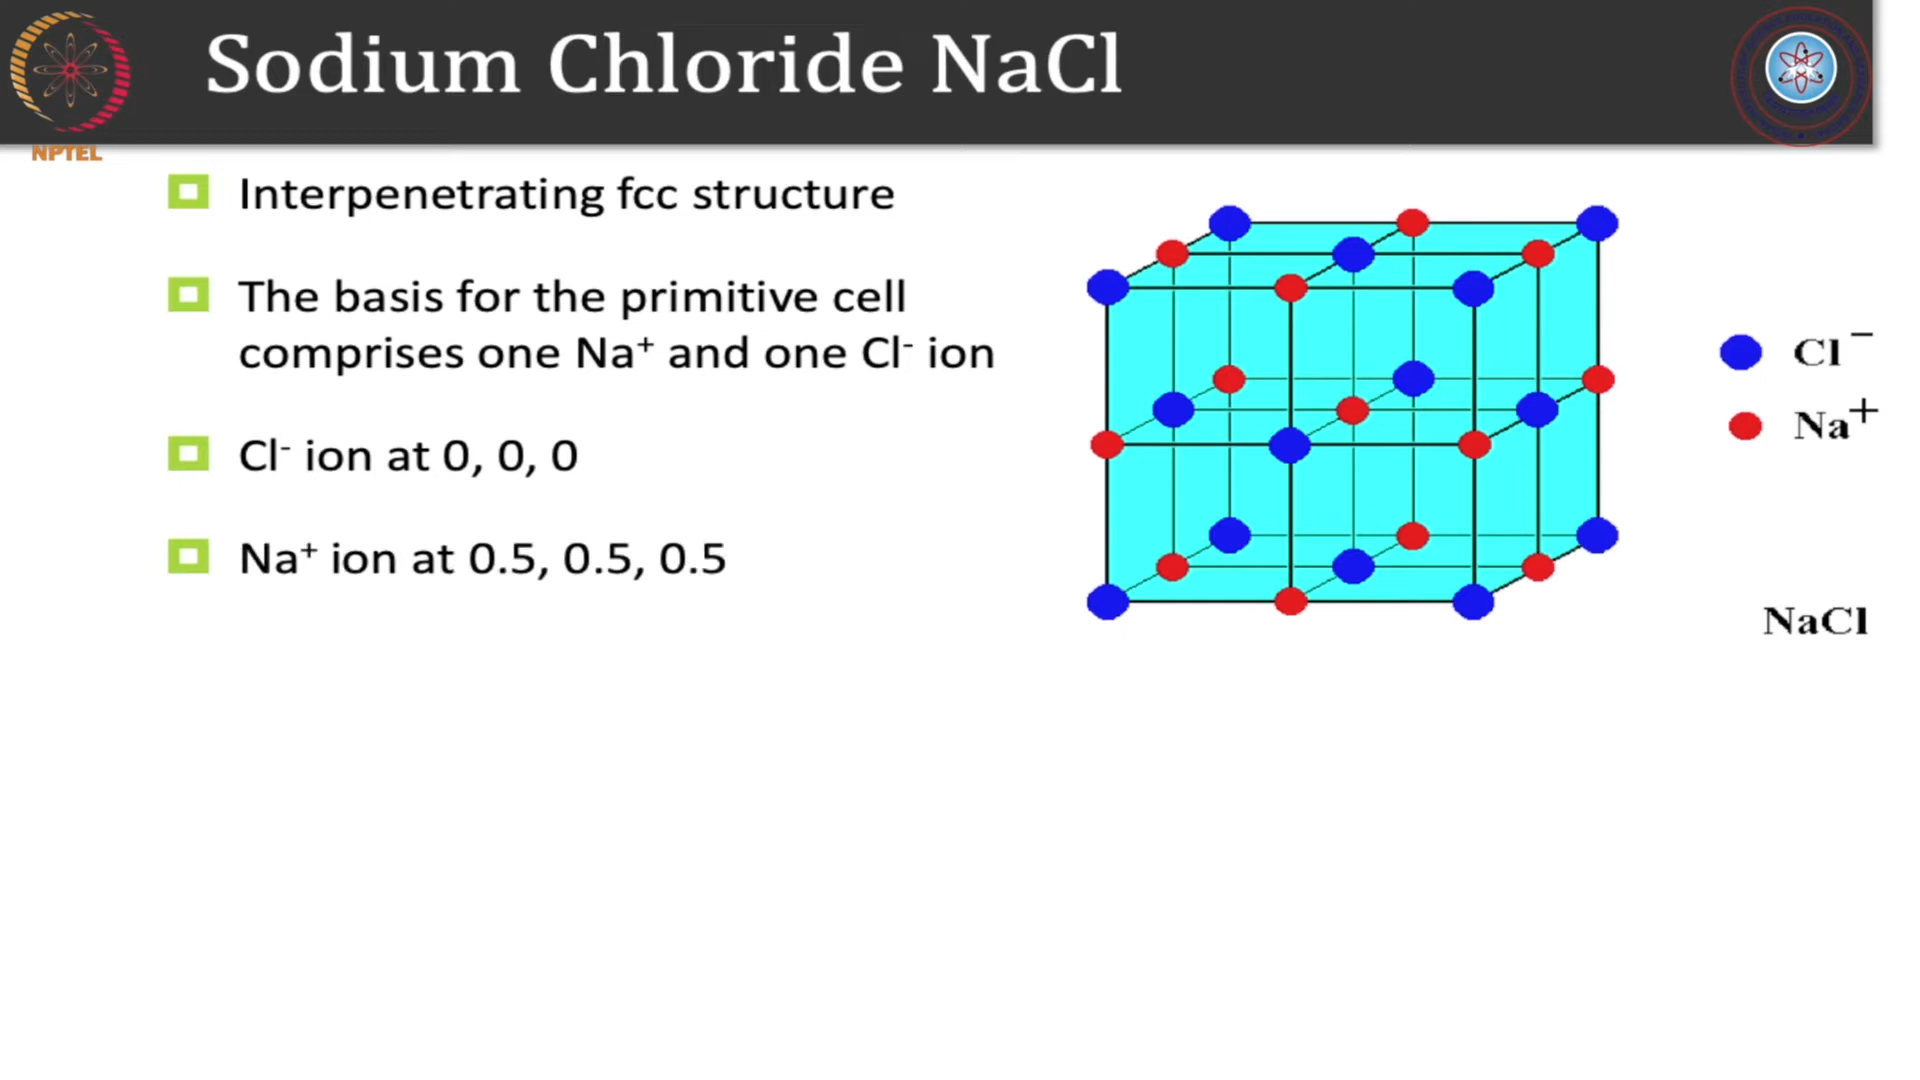 Sodium Chloride NaCl
NPTEL
Interpenetrating fcc structure
The basis for the primitive cell
comprises one Na⁺ and one Cl⁻ ion
Cl⁻ ion at 0, 0, 0
Na⁺ ion at 0.5, 0.5, 0.5
Cl⁻
Na⁺
NaCl